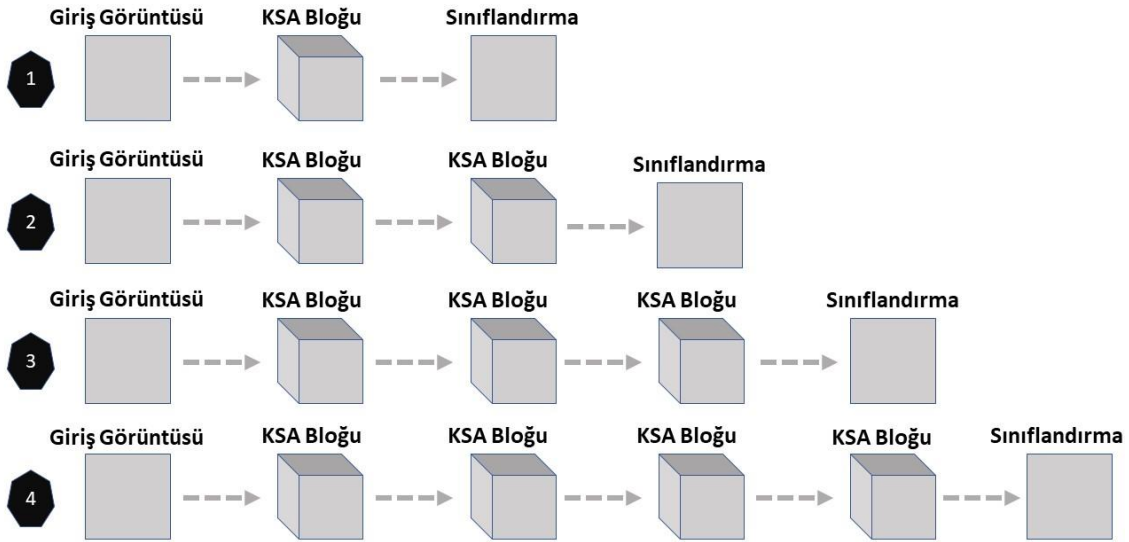 Giriş Görüntüsü KSA Bloğu Sınıflandırma
1
Giriş Görüntüsü KSA Bloğu KSA Bloğu Sınıflandırma
2
Giriş Görüntüsü KSA Bloğu KSA Bloğu KSA Bloğu Sınıflandırma
3
Giriş Görüntüsü KSA Bloğu KSA Bloğu KSA Bloğu KSA Bloğu Sınıflandırma
4